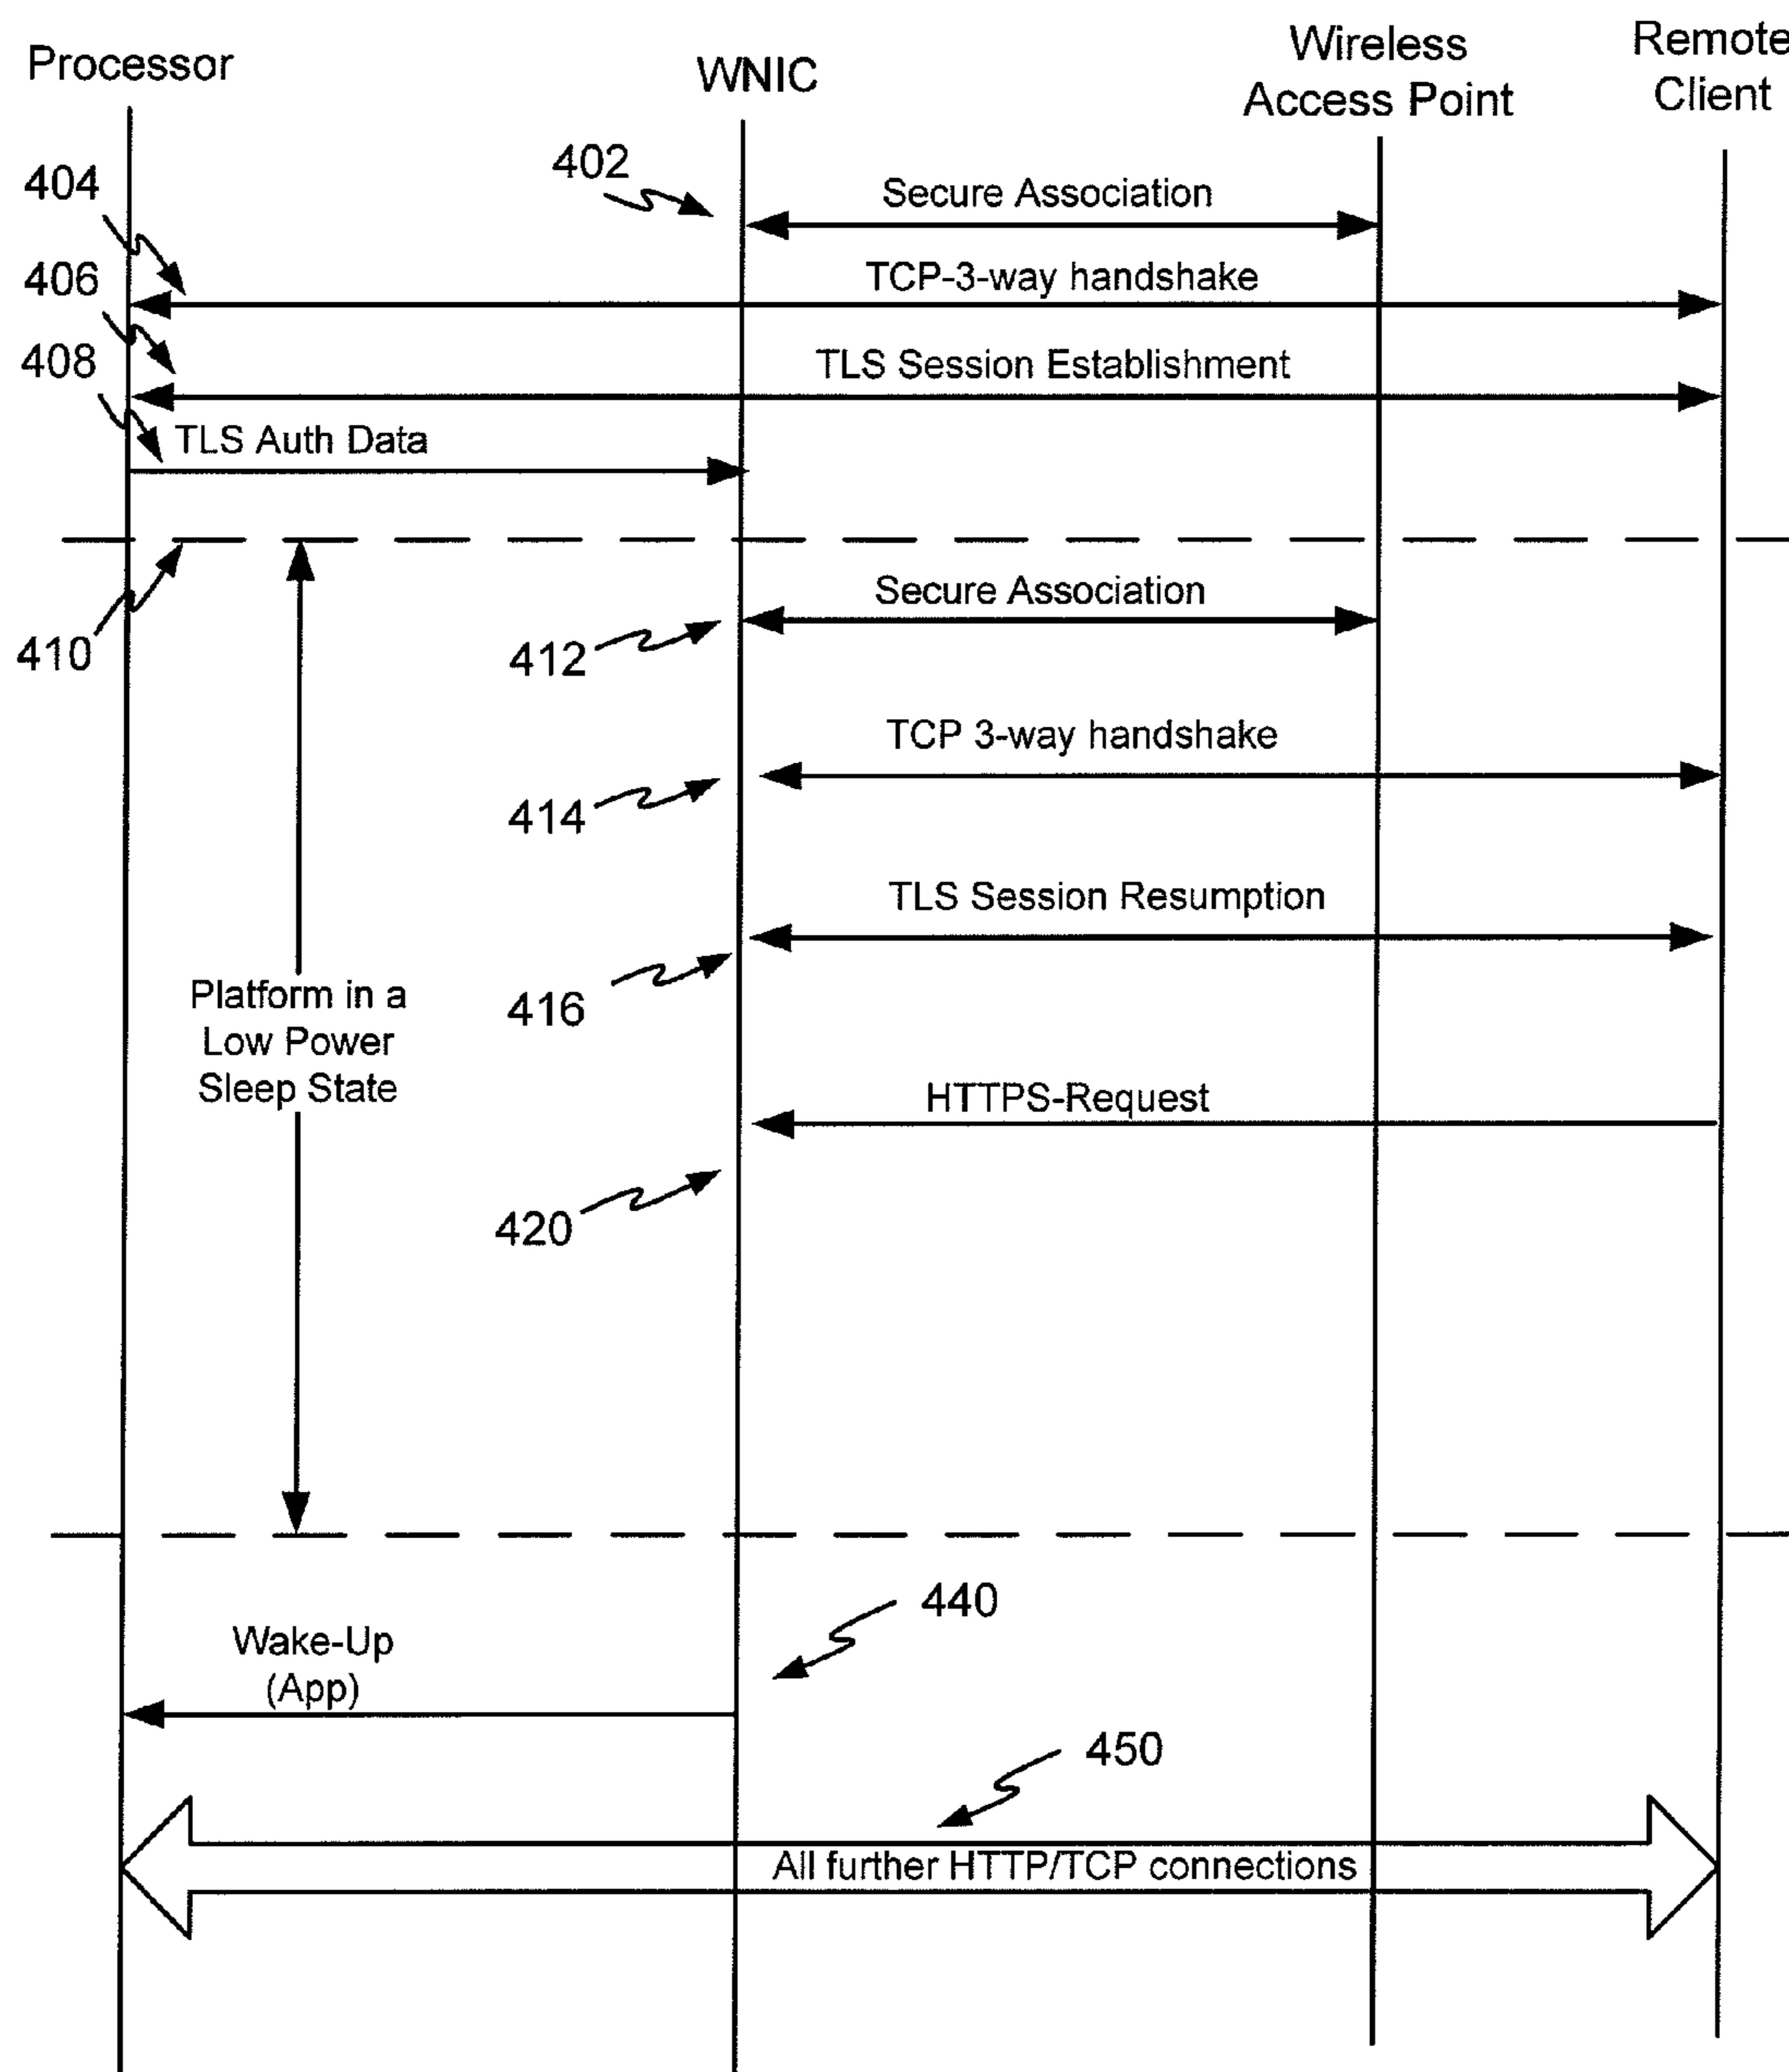 Processor
WNIC
Wireless
Access Point
Remote
Client
402
Secure Association
404
TCP-3-way handshake
406
TLS Session Establishment
408
TLS Auth Data
410
Secure Association
412
TCP 3-way handshake
414
TLS Session Resumption
416
Platform in a
Low Power
Sleep State
HTTPS-Request
420
440
Wake-Up
(App)
450
All further HTTP/TCP connections